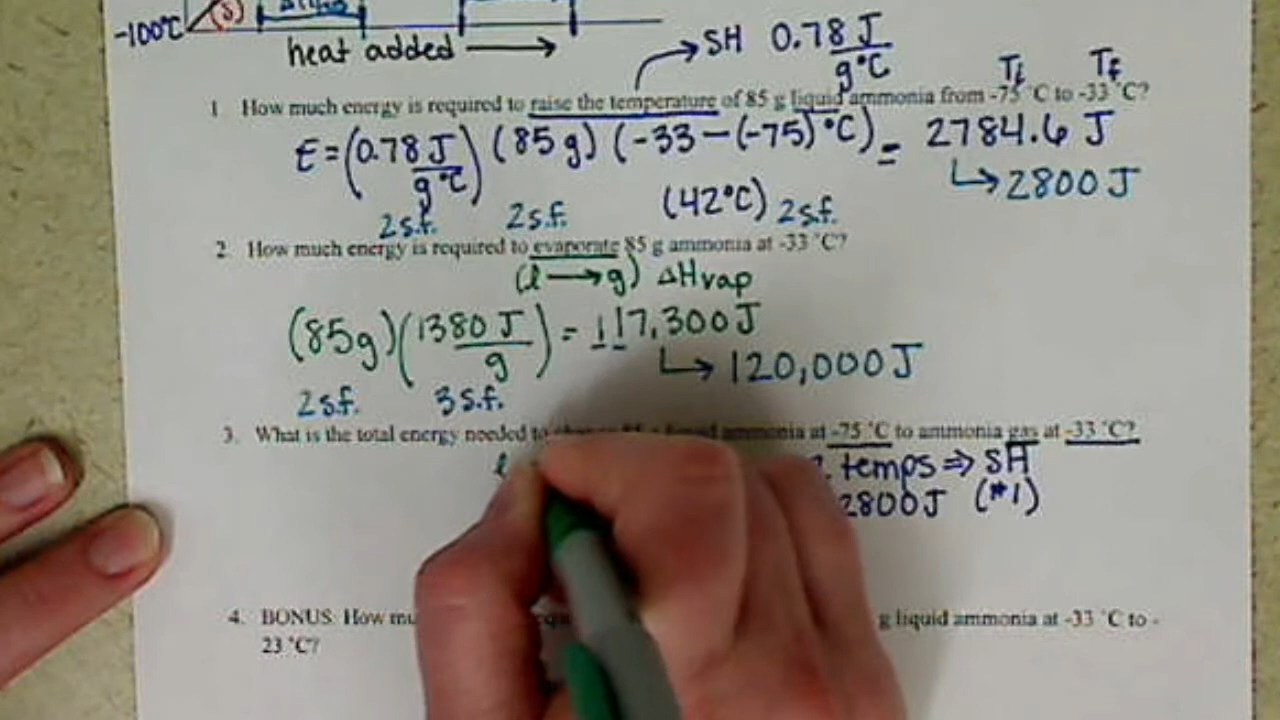 -100°C (s)
heat added →
→ SH 0.78 J
g°C
Ti Tf
1 How much energy is required to raise the temperature of 85 g liquid ammonia from -75 °C to -33 °C?
E = (0.78 J / g°C) (85g) (-33 - (-75)°C) = 2784.6 J
↳ 2800 J
(42°C)
2 s.f. 2 s.f. 2 s.f.
2 How much energy is required to evaporate 85 g ammonia at -33 °C?
(l → g) ΔHvap
(85g)(1380 J / g) = 117,300 J
↳ 120,000 J
2 s.f. 3 s.f.
3. What is the total energy needed to liquid ammonia at -75 °C to ammonia gas at -33 °C?
l temps ⇒ SH
2800 J (#1)
4. BONUS: How g liquid ammonia at -33 °C to -
23 °C?